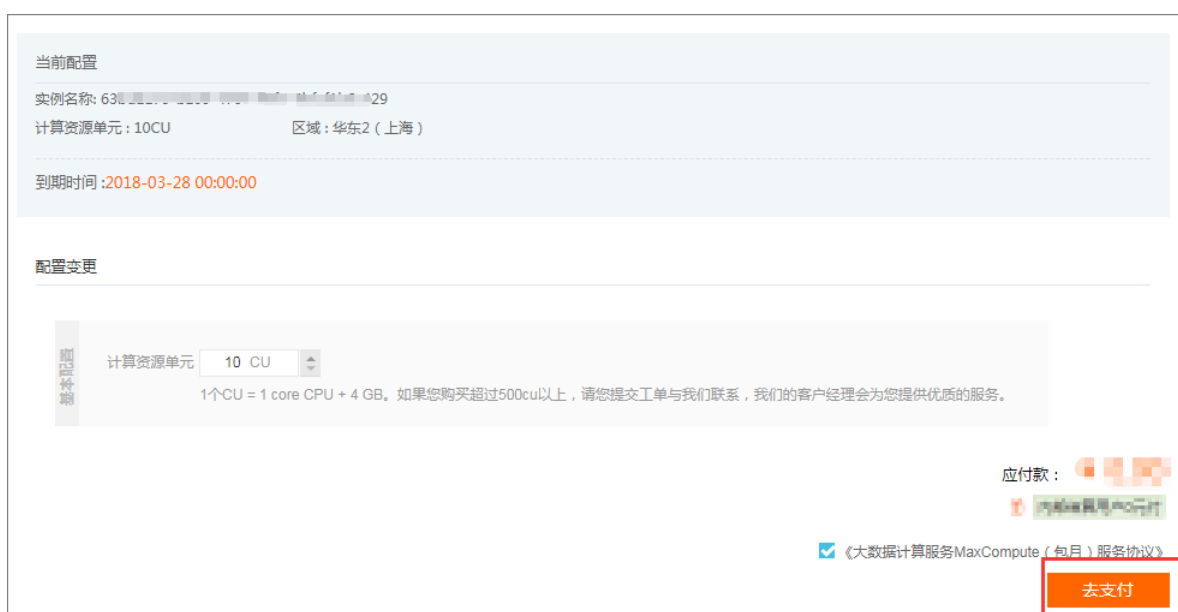 当前配置
实例名称: 63 29
计算资源单元 : 10CU 区域 : 华东2 ( 上海 )
到期时间 :2018-03-28 00:00:00
配置变更
基本配置
计算资源单元 10 CU
1个CU = 1 core CPU + 4 GB。如果您购买超过500cu以上，请您提交工单与我们联系，我们的客户经理会为您提供优质的服务。
应付款：
《大数据计算服务MaxCompute（包月）服务协议》
去支付